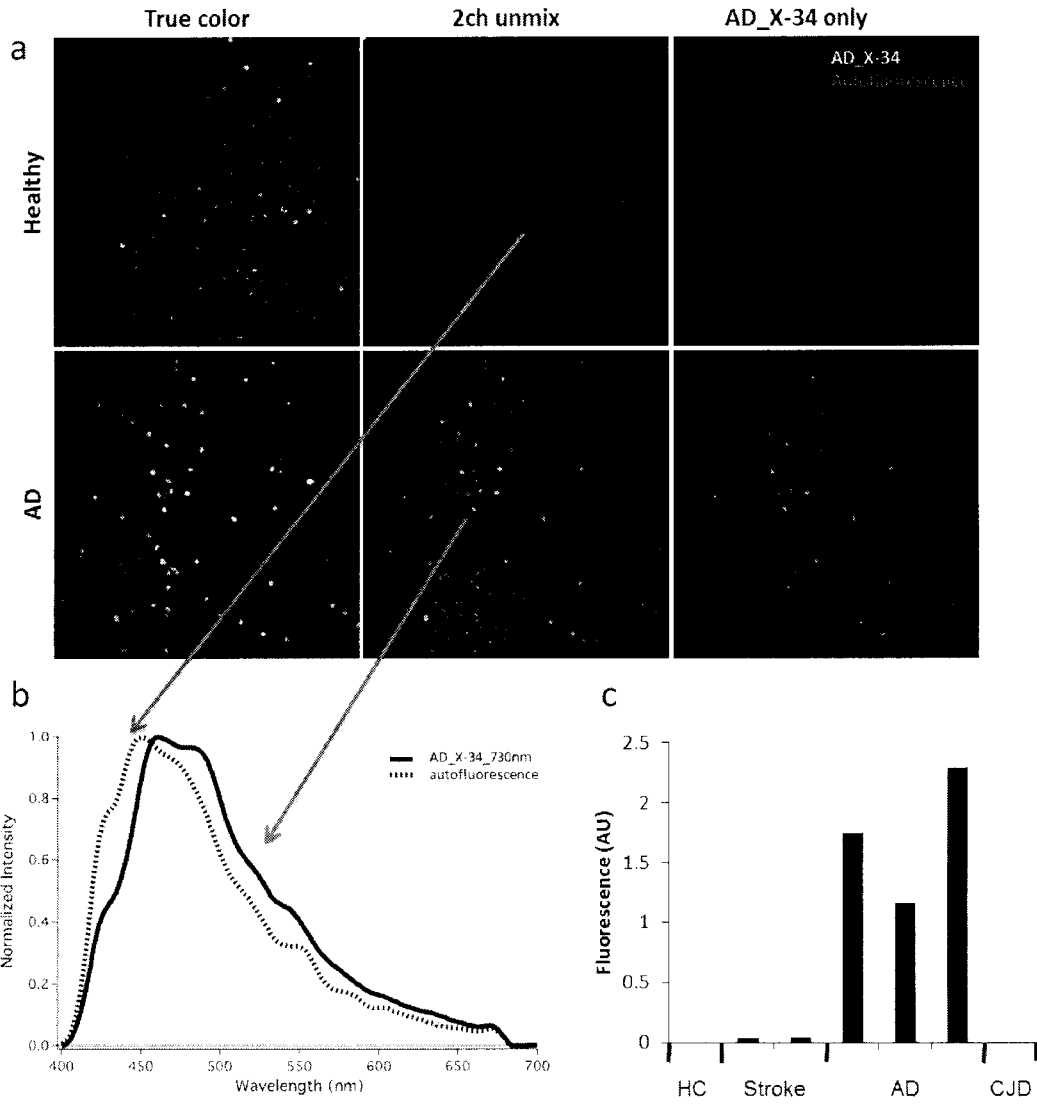 True color 2ch unmix AD_X-34 only
a
AD_X-34
Autofluorescence
Healthy
AD
b
1.0
0.8
0.6
0.4
0.2
0.0
Normalized Intensity
AD_X-34_730nm
autofluorescence
400 450 500 550 600 650 700
Wavelength (nm)
c
2.5
2
1.5
1
0.5
0
Fluorescence (AU)
HC Stroke AD CJD